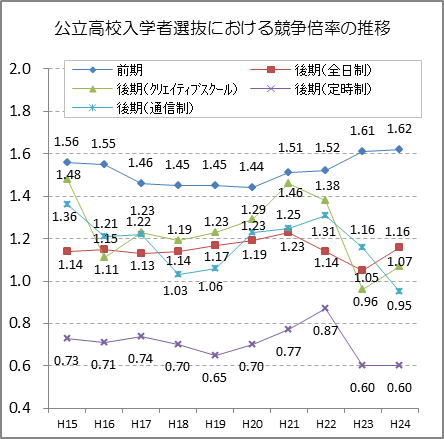 公立高校入学者選抜における競争倍率の推移
2.0
前期
後期(全日制)
後期(クリエイティブスクール)
後期(定時制)
後期(通信制)
1.8
1.6
1.4
1.2
1.0
0.8
0.6
0.4
1.56 1.55 1.46 1.45 1.45 1.44 1.51 1.52 1.61 1.62
1.48 1.11 1.23 1.19 1.23 1.29 1.46 1.38 0.96 1.07
1.36 1.21 1.22 1.03 1.06 1.23 1.25 1.31 1.16 0.95
1.14 1.15 1.13 1.14 1.17 1.19 1.23 1.14 1.05 1.16
0.73 0.71 0.74 0.70 0.65 0.70 0.77 0.87 0.60 0.60
H15 H16 H17 H18 H19 H20 H21 H22 H23 H24